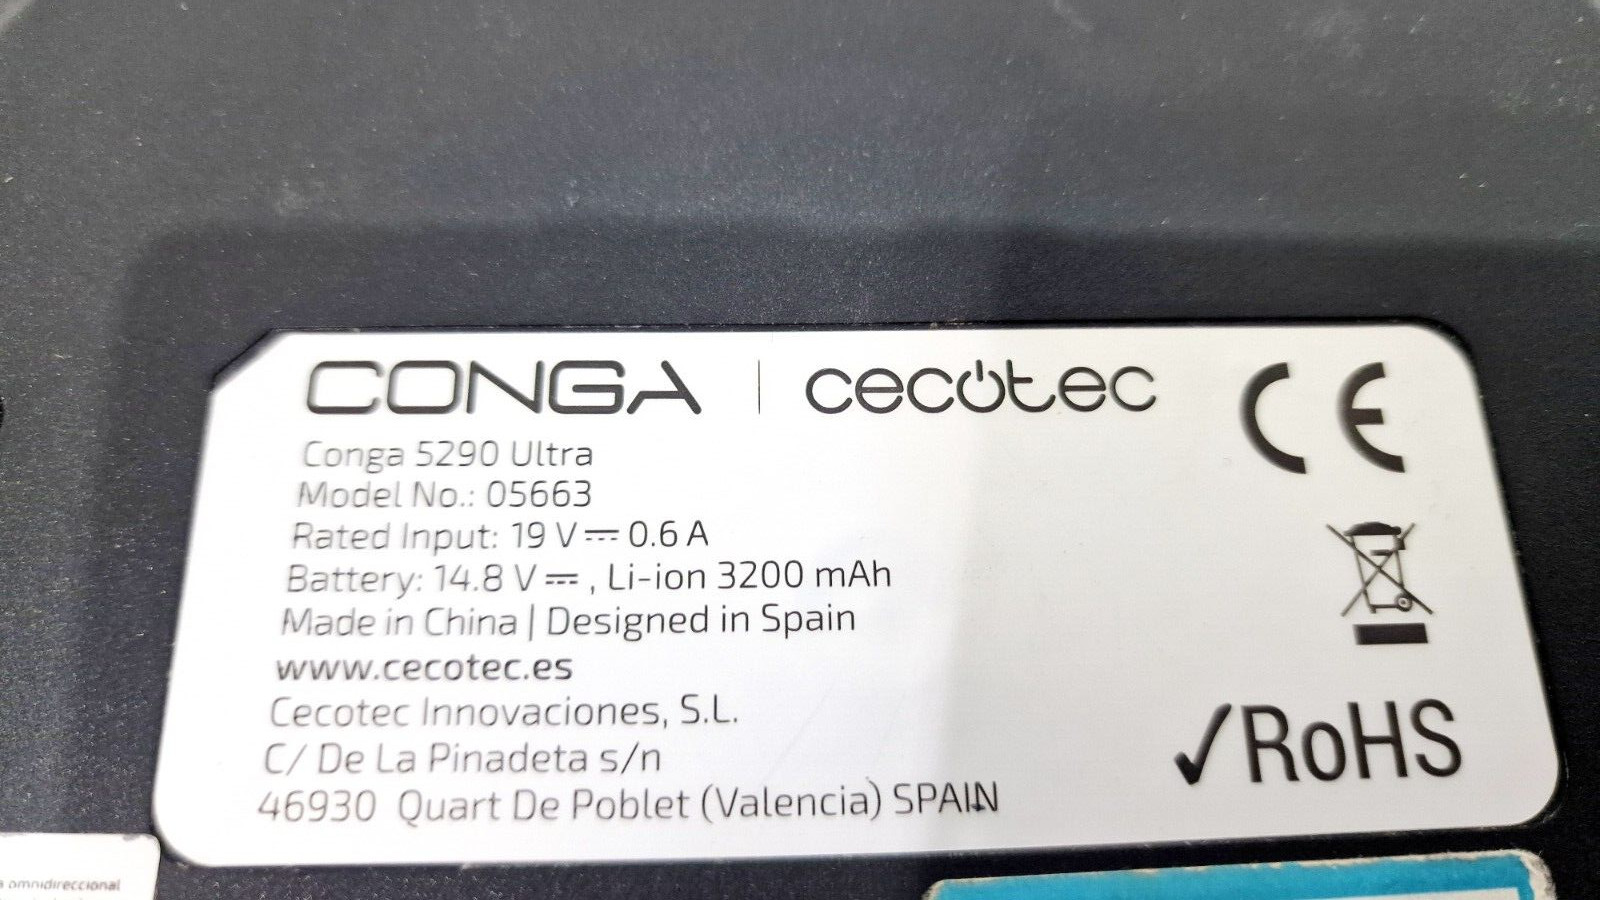 CONGA | cecotec CE
Conga 5290 Ultra
Model No.: 05663
Rated Input: 19 V⎓ 0.6 A
Battery: 14.8 V⎓ , Li-ion 3200 mAh
Made in China | Designed in Spain
www.cecotec.es
Cecotec Innovaciones, S.L.
C/ De La Pinadeta s/n
46930 Quart De Poblet (Valencia) SPAIN
✓RoHS
omnidireccional